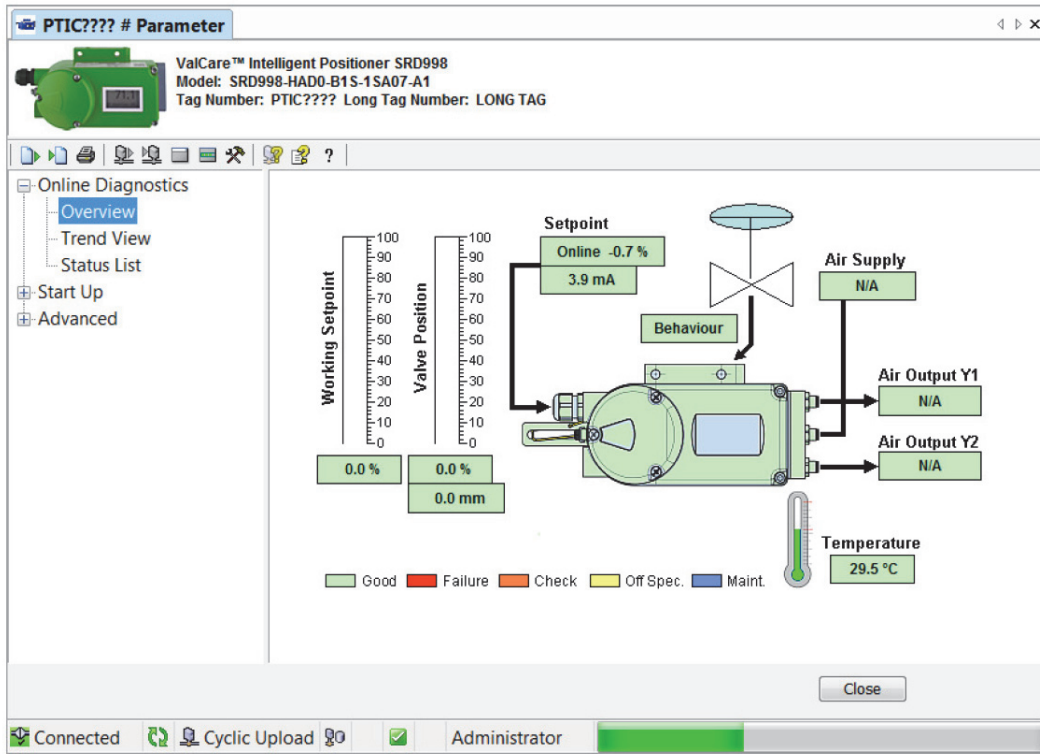 PTIC???? # Parameter
ValCare™ Intelligent Positioner SRD998
Model: SRD998-HAD0-B1S-1SA07-A1
Tag Number: PTIC???? Long Tag Number: LONG TAG
?
Online Diagnostics
Overview
Trend View
Status List
Start Up
Advanced
Working Setpoint
100
90
80
70
60
50
40
30
20
10
0
0.0 %
Valve Position
100
90
80
70
60
50
40
30
20
10
0
0.0 %
0.0 mm
Setpoint
Online -0.7 %
3.9 mA
Behaviour
Air Supply
N/A
Air Output Y1
N/A
Air Output Y2
N/A
Temperature
29.5 °C
Good Failure Check Off Spec. Maint.
Close
Connected Cyclic Upload Administrator